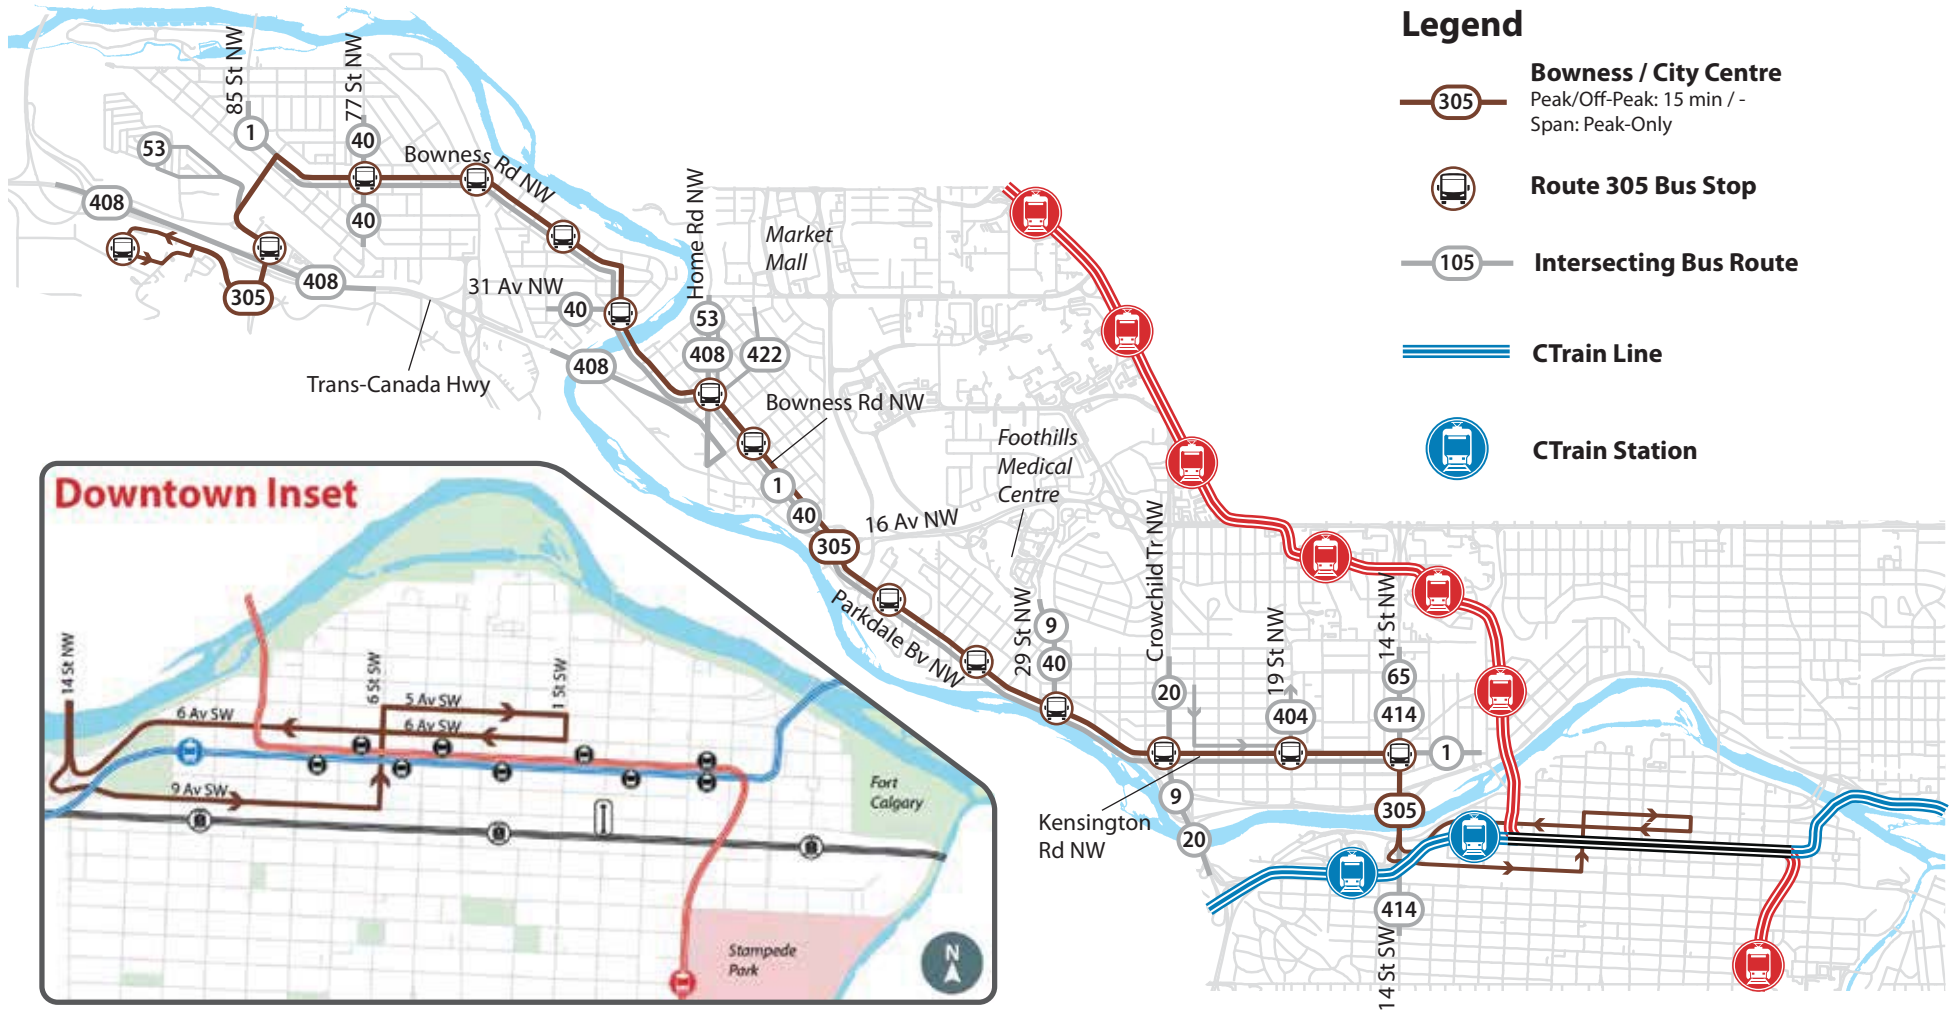 Legend
305
Bowness / City Centre
Peak/Off-Peak: 15 min / -
Span: Peak-Only
Route 305 Bus Stop
105
Intersecting Bus Route
CTrain Line
CTrain Station
85 St NW
77 St NW
1
40
53
Bowness Rd NW
408
40
305
408
31 Av NW
40
Home Rd NW
Market
Mall
53
408
422
408
Trans-Canada Hwy
Bowness Rd NW
1
40
305
16 Av NW
Foothills
Medical
Centre
Parkdale Bv NW
29 St NW
9
40
Crowchild Tr NW
20
19 St NW
404
14 St NW
65
414
1
9
20
Kensington
Rd NW
305
414
14 St SW
Downtown Inset
14 St NW
6 Av SW
6 St SW
5 Av SW
6 Av SW
1 St SW
9 Av SW
Fort
Calgary
Stampede
Park
N